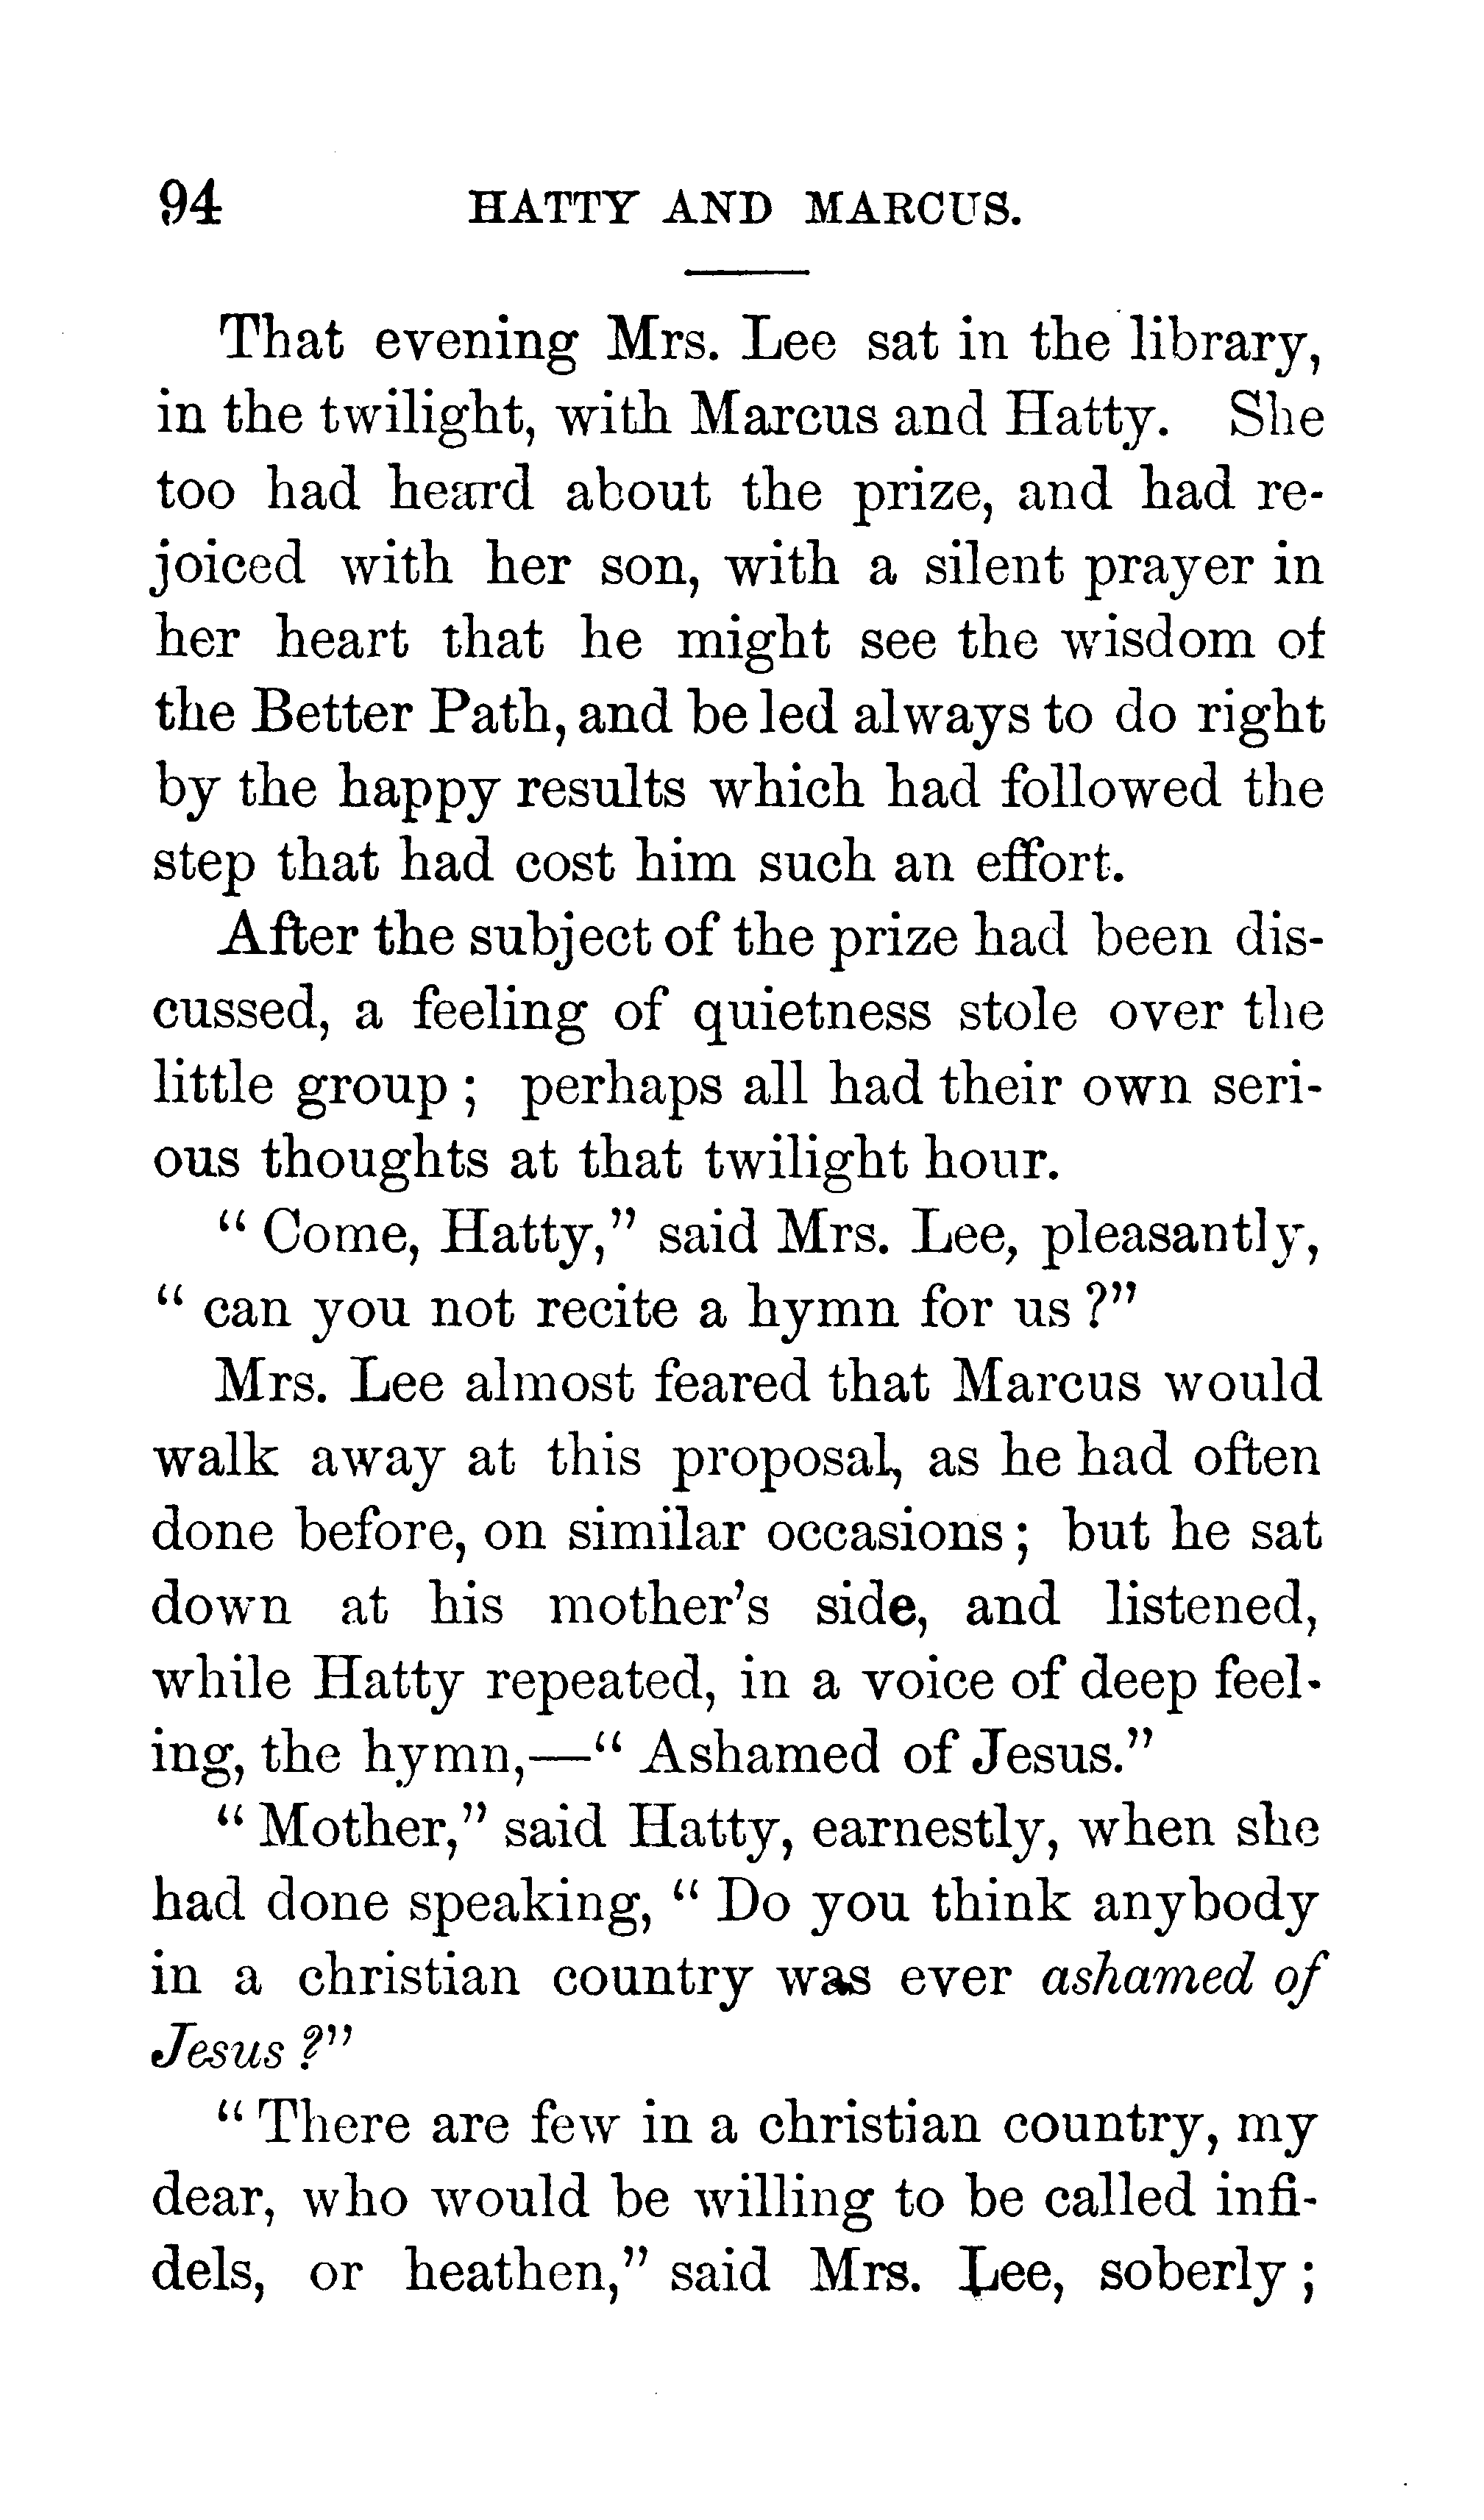 94 HATTY AND MARCUS.
That evening Mrs. Lee sat in the library,
in the twilight, with Marcus and Hatty. She
too had heard about the prize, and had re-
joiced with her son, with a silent prayer in
her heart that he might see the wisdom of
the Better Path, and be led always to do right
by the happy results which had followed the
step that had cost him such an effort.
After the subject of the prize had been dis-
cussed, a feeling of quietness stole over the
little group ; perhaps all had their own seri-
ous thoughts at that twilight hour.
" Come, Hatty," said Mrs. Lee, pleasantly,
" can you not recite a hymn for us ?"
Mrs. Lee almost feared that Marcus would
walk away at this proposal, as he had often
done before, on similar occasions ; but he sat
down at his mother's side, and listened,
while Hatty repeated, in a voice of deep feel-
ing, the hymn,—" Ashamed of Jesus."
" Mother," said Hatty, earnestly, when she
had done speaking, " Do you think anybody
in a christian country was ever ashamed of
Jesus ?"
" There are few in a christian country, my
dear, who would be willing to be called infi-
dels, or heathen," said Mrs. Lee, soberly ;